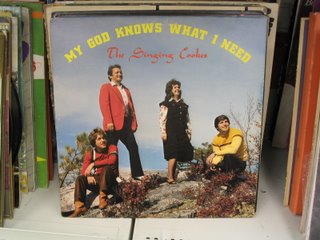 MY GOD KNOWS WHAT I NEED
The Singing Cookes